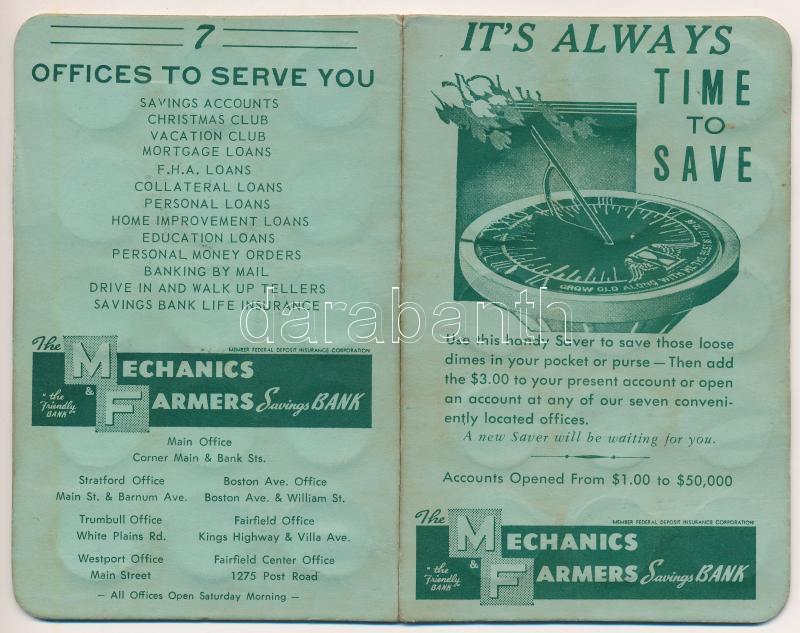 7
OFFICES TO SERVE YOU
SAVINGS ACCOUNTS
CHRISTMAS CLUB
VACATION CLUB
MORTGAGE LOANS
F.H.A. LOANS
COLLATERAL LOANS
PERSONAL LOANS
HOME IMPROVEMENT LOANS
EDUCATION LOANS
PERSONAL MONEY ORDERS
BANKING BY MAIL
DRIVE IN AND WALK UP TELLERS
SAVINGS BANK LIFE INSURANCE
MEMBER FEDERAL DEPOSIT INSURANCE CORPORATION
The MECHANICS
& FARMERS Savings BANK
"the
Friendly
BANK"
Main Office
Corner Main & Bank Sts.
Stratford Office
Main St. & Barnum Ave.
Boston Ave. Office
Boston Ave. & William St.
Trumbull Office
White Plains Rd.
Fairfield Office
Kings Highway & Villa Ave.
Westport Office
Main Street
Fairfield Center Office
1275 Post Road
— All Offices Open Saturday Morning —
IT'S ALWAYS
TIME
TO
SAVE
GROW OLD ALONG WITH ME THE BEST IS
Use this handy Saver to save those loose
dimes in your pocket or purse — Then add
the $3.00 to your present account or open
an account at any of our seven conveni-
ently located offices.
A new Saver will be waiting for you.
Accounts Opened From $1.00 to $50,000
MEMBER FEDERAL DEPOSIT INSURANCE CORPORATION
The MECHANICS
& FARMERS Savings BANK
"the
Friendly
BANK"
darabanth